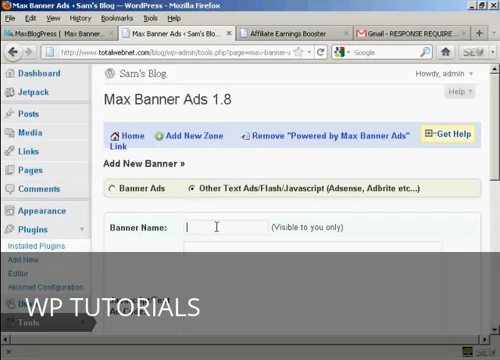 Max Banner Ads ‹ Sam's Blog — WordPress - Mozilla Firefox
File Edit View History Bookmarks Tools Help
MaxBlogPress | Max Banner...
Max Banner Ads ‹ Sam's Blog — ...
Affiliate Earnings Booster
Gmail - RESPONSE REQUIRE...
http://www.totalwebnet.com/blog/wp-admin/tools.php?page=max-banner-a
Google
Dashboard
Jetpack
Posts
Media
Links
Pages
Comments
Appearance
Plugins
Installed Plugins
Add New
Editor
Akismet Configuration
Tools
Sam's Blog
Howdy, admin
Help
Max Banner Ads 1.8
Home Add New Zone Remove "Powered by Max Banner Ads" Get Help
Link
Add New Banner »
Banner Ads Other Text Ads/Flash/Javascript (Adsense, Adbrite etc...)
Banner Name: (Visible to you only)
WP TUTORIALS